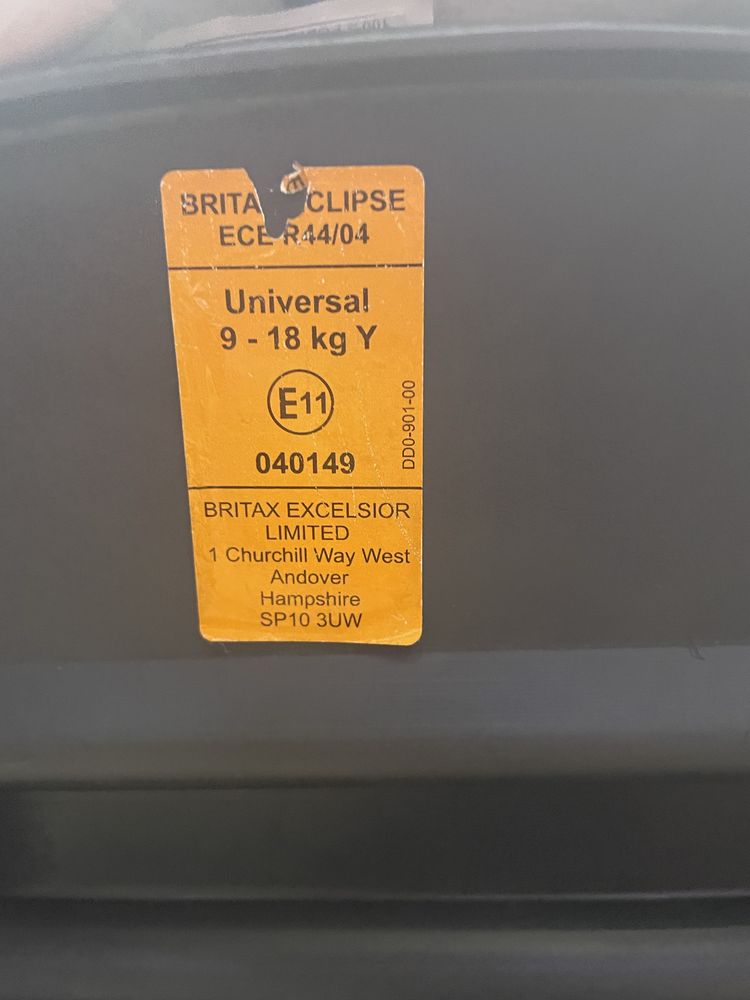 BRITA CLIPSE
ECE R44/04
Universal
9 - 18 kg Y
E11
DD0-901-00
040149
BRITAX EXCELSIOR
LIMITED
1 Churchill Way West
Andover
Hampshire
SP10 3UW